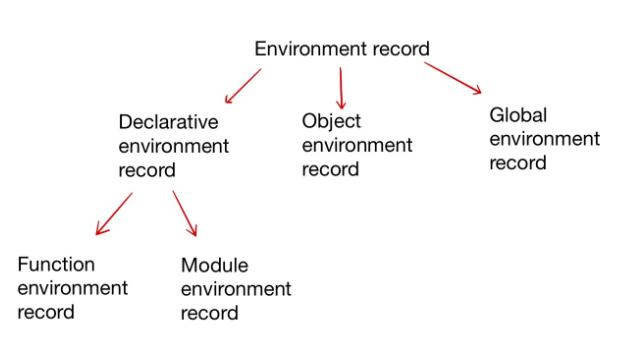 Environment record
Declarative
environment
record
Object
environment
record
Global
environment
record
Function
environment
record
Module
environment
record